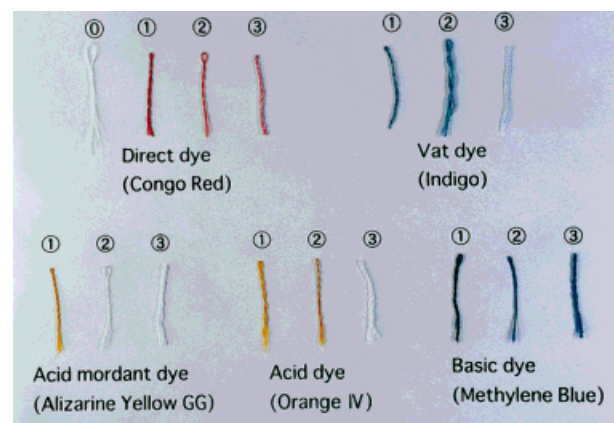 ⓪ ① ② ③ ① ② ③
Direct dye
(Congo Red)
Vat dye
(Indigo)
① ② ③ ① ② ③ ① ② ③
Acid mordant dye
(Alizarine Yellow GG)
Acid dye
(Orange Ⅳ)
Basic dye
(Methylene Blue)